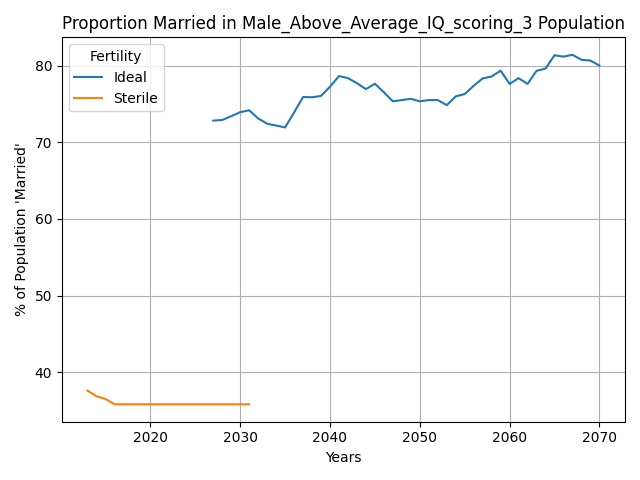 Proportion Married in Male_Above_Average_IQ_scoring_3 Population
Fertility
Ideal
Sterile
% of Population 'Married'
80
70
60
50
40
2020
2030
2040
2050
2060
2070
Years